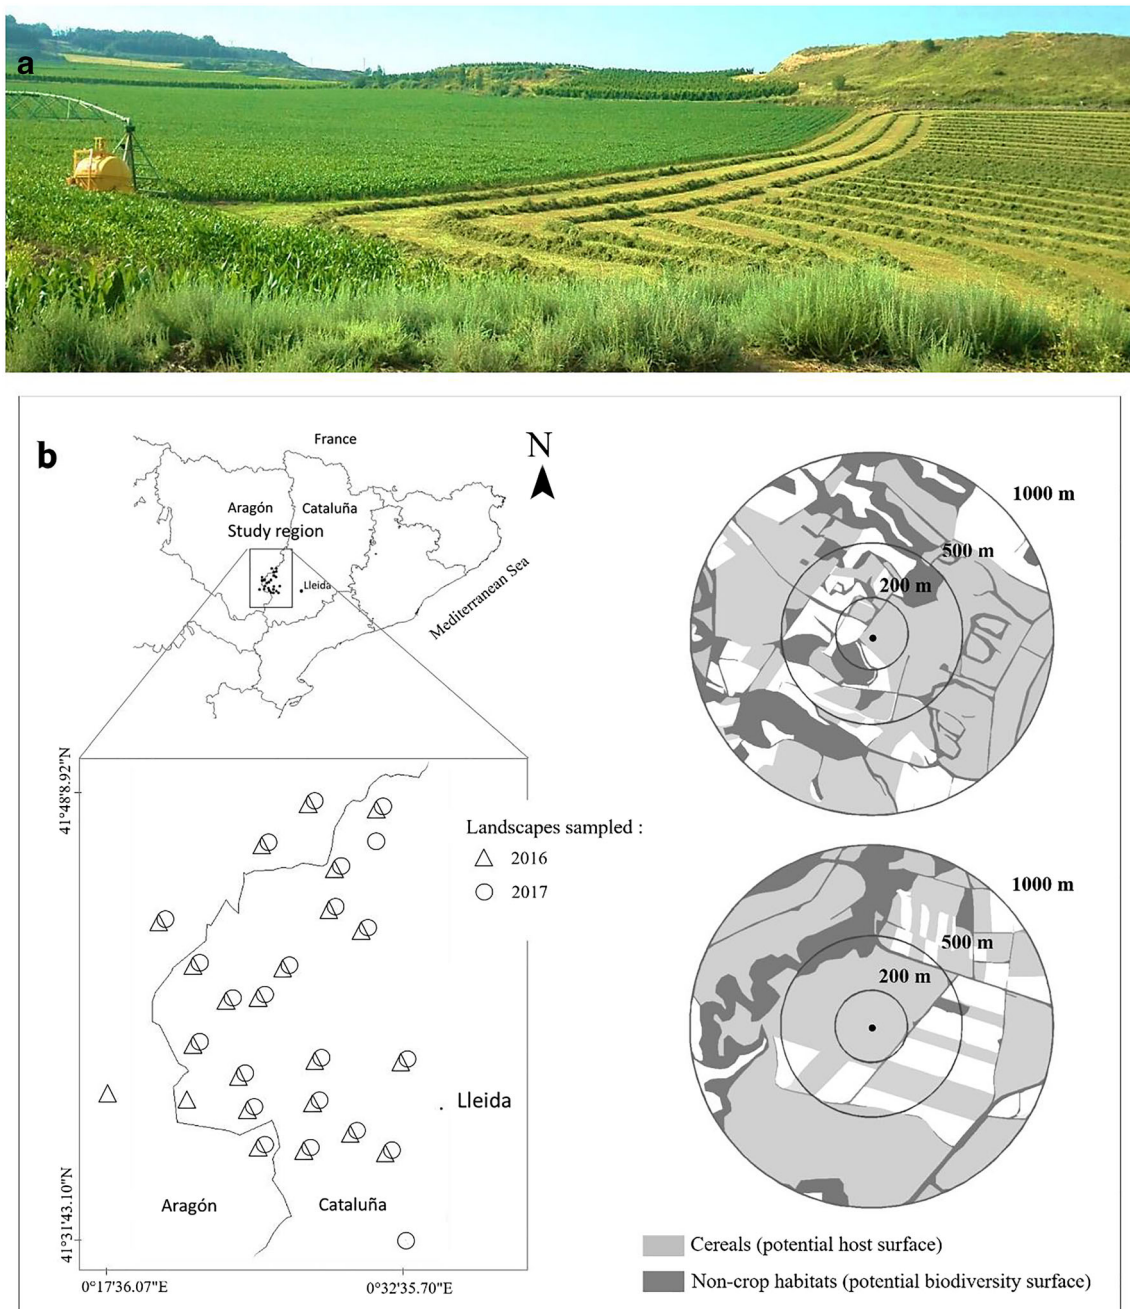 a
b
France
N
Aragón
Cataluña
Study region
Lleida
Mediterranean Sea
41°48'8.92"N
Landscapes sampled :
2016
2017
Lleida
Aragón
Cataluña
41°31'43.10"N
0°17'36.07"E
0°32'35.70"E
1000 m
500 m
200 m
1000 m
500 m
200 m
Cereals (potential host surface)
Non-crop habitats (potential biodiversity surface)